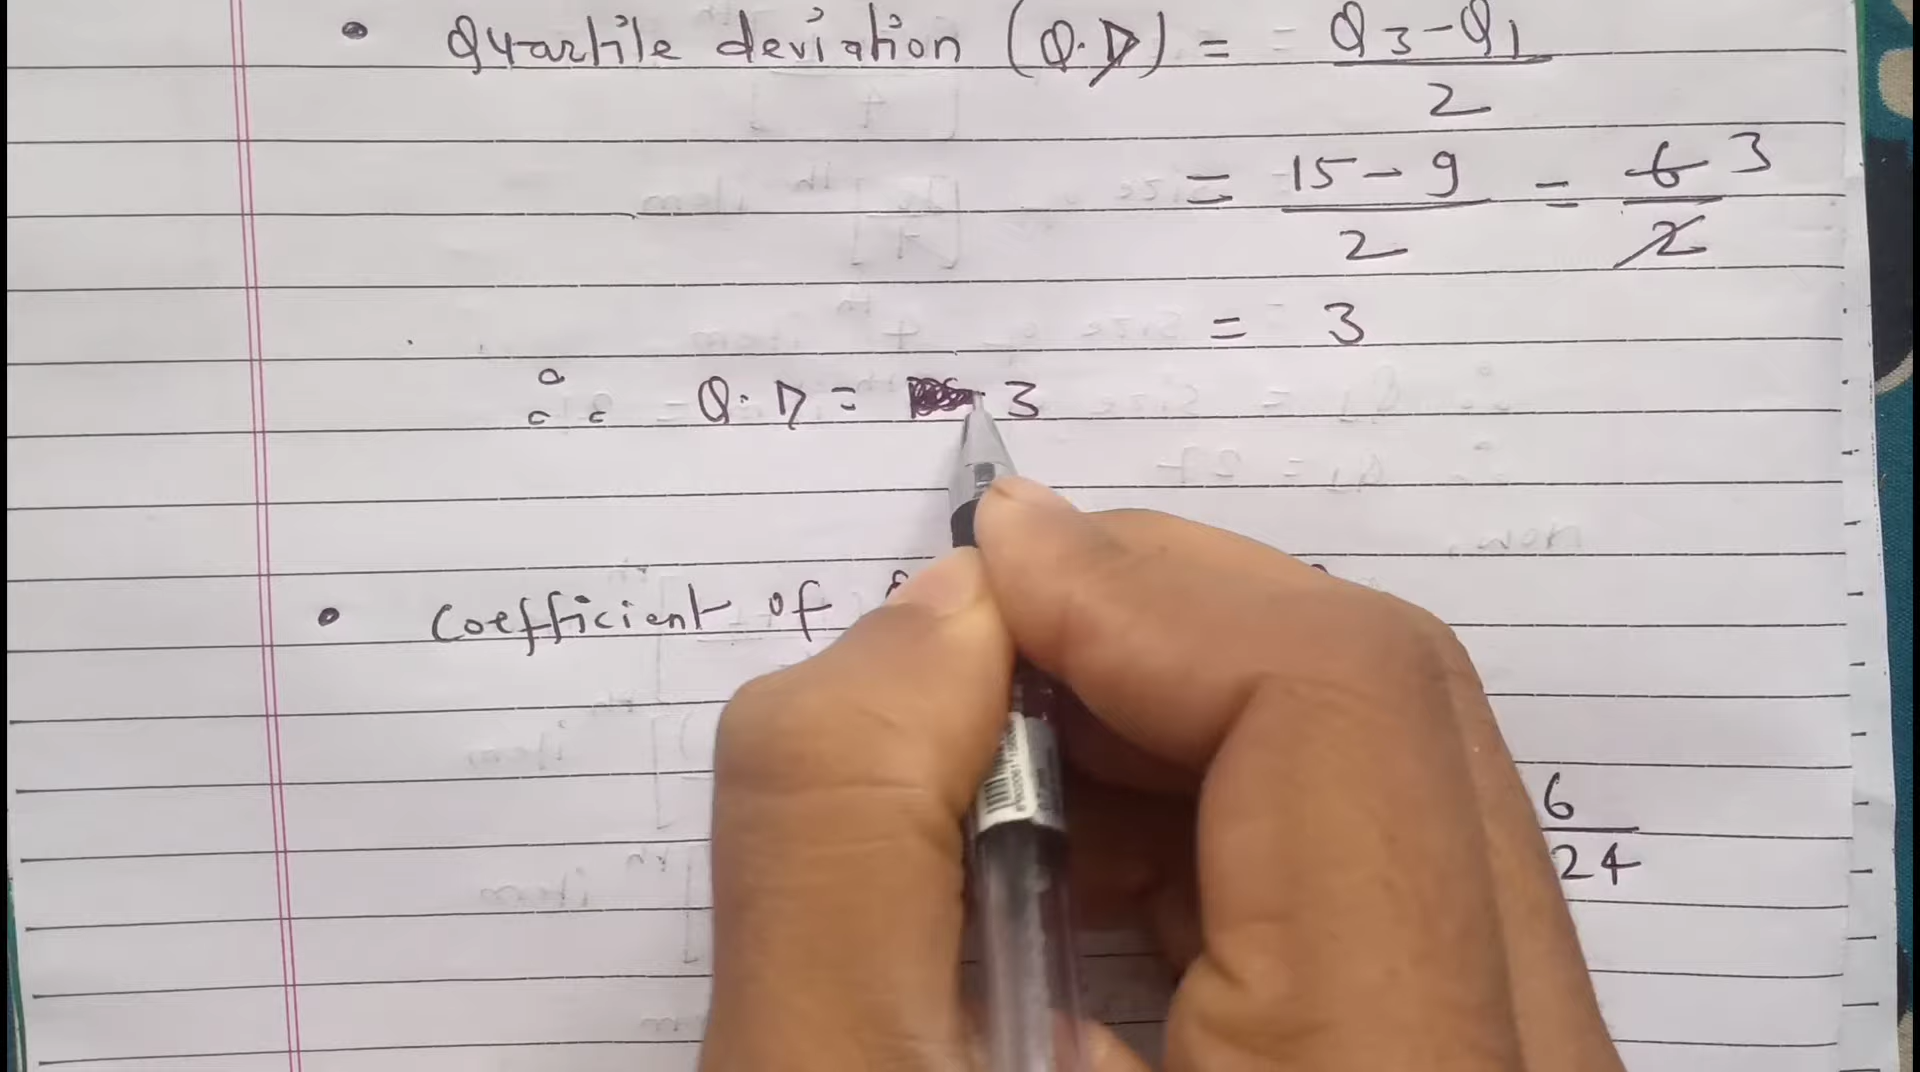 • Quartile deviation (Q.D) = = Q3-Q1 / 2
= 15-9 / 2 = 6 3 / 2
= 3
∴ Q.D = 3
• Coefficient of
6 / 24